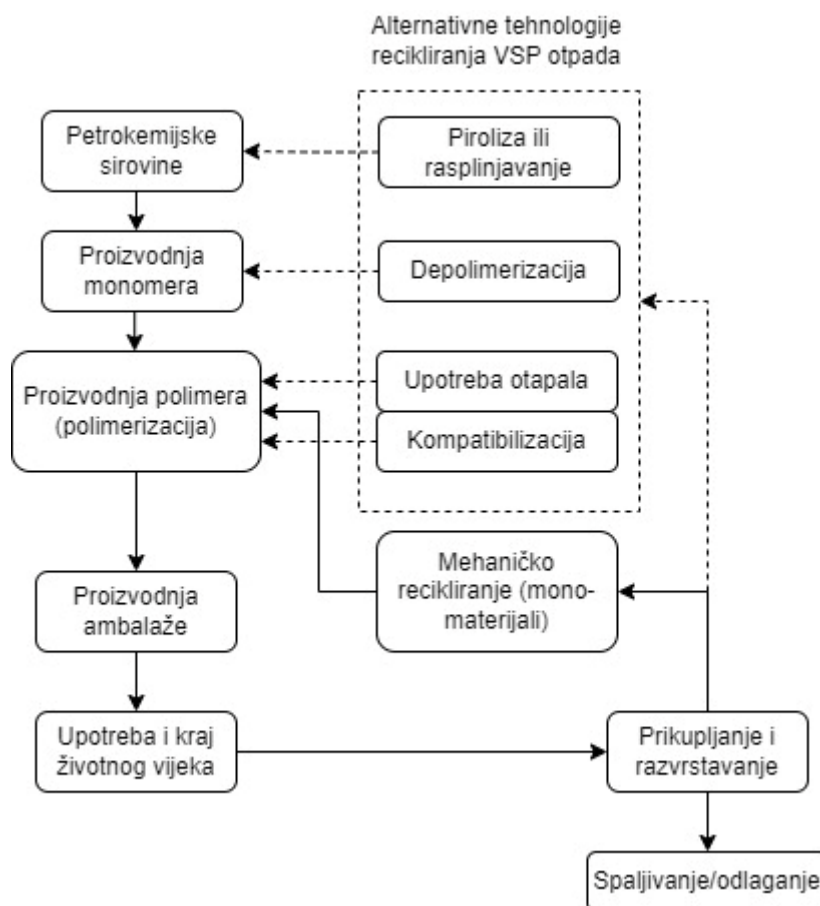 Alternativne tehnologije
recikliranja VSP otpada
Petrokemijske
sirovine
Piroliza ili
rasplinjavanje
Proizvodnja
monomera
Depolimerizacija
Proizvodnja polimera
(polimerizacija)
Upotreba otapala
Kompatibilizacija
Mehaničko
recikliranje (mono-
materijali)
Proizvodnja
ambalaže
Upotreba i kraj
životnog vijeka
Prikupljanje i
razvrstavanje
Spaljivanje/odlaganje